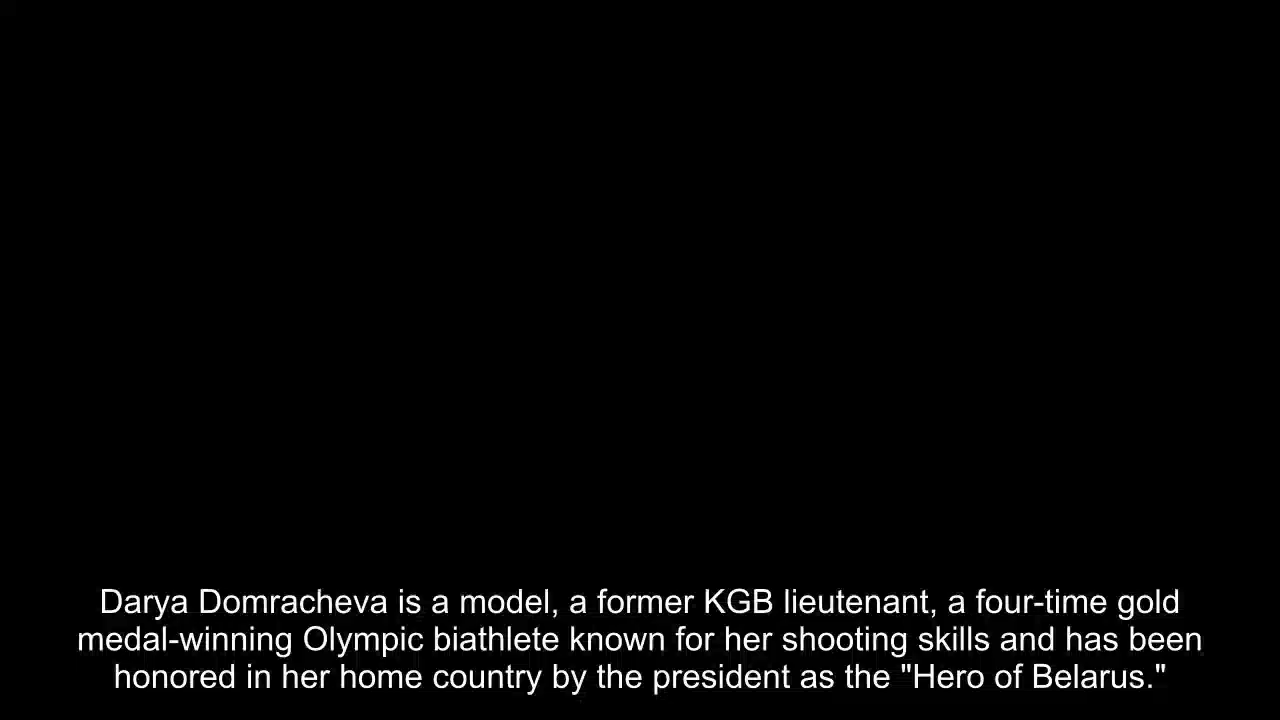 Darya Domracheva is a model, a former KGB lieutenant, a four-time gold
medal-winning Olympic biathlete known for her shooting skills and has been
honored in her home country by the president as the "Hero of Belarus."